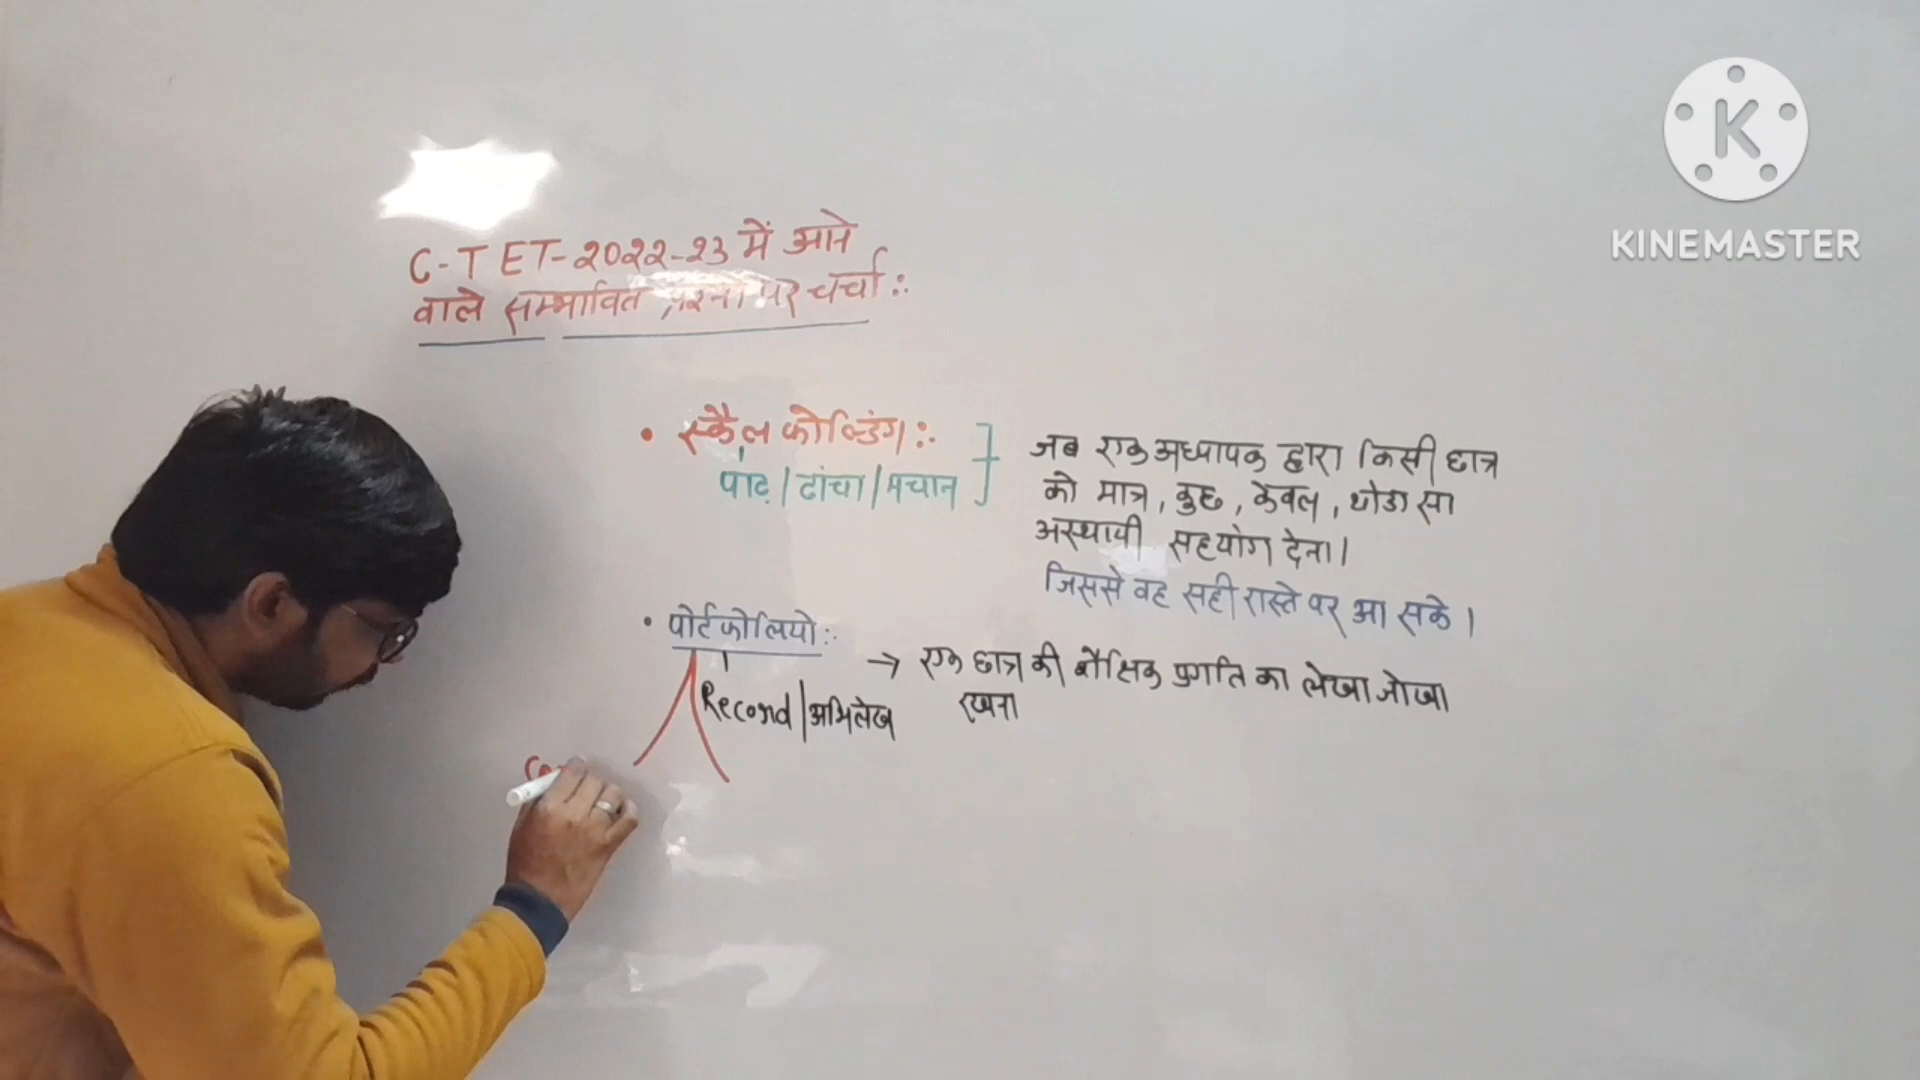 C-TET-2022-23 में आने
वाले सम्भावित प्रश्नों पर चर्चा :-
• स्कैल फोल्डिंग :-
पाढ़ / ढांचा / मचान
जब एक अध्यापक द्वारा किसी छात्र
को मात्र, कुछ, केवल, थोडा सा
अस्थायी सहयोग देना।
जिससे वह सही रास्ते पर आ सके।
• पोर्टफोलियो :-
Record / अभिलेख
→ एक छात्र की शैक्षिक प्रगति का लेखा जोखा
रखना
K
KINEMASTER